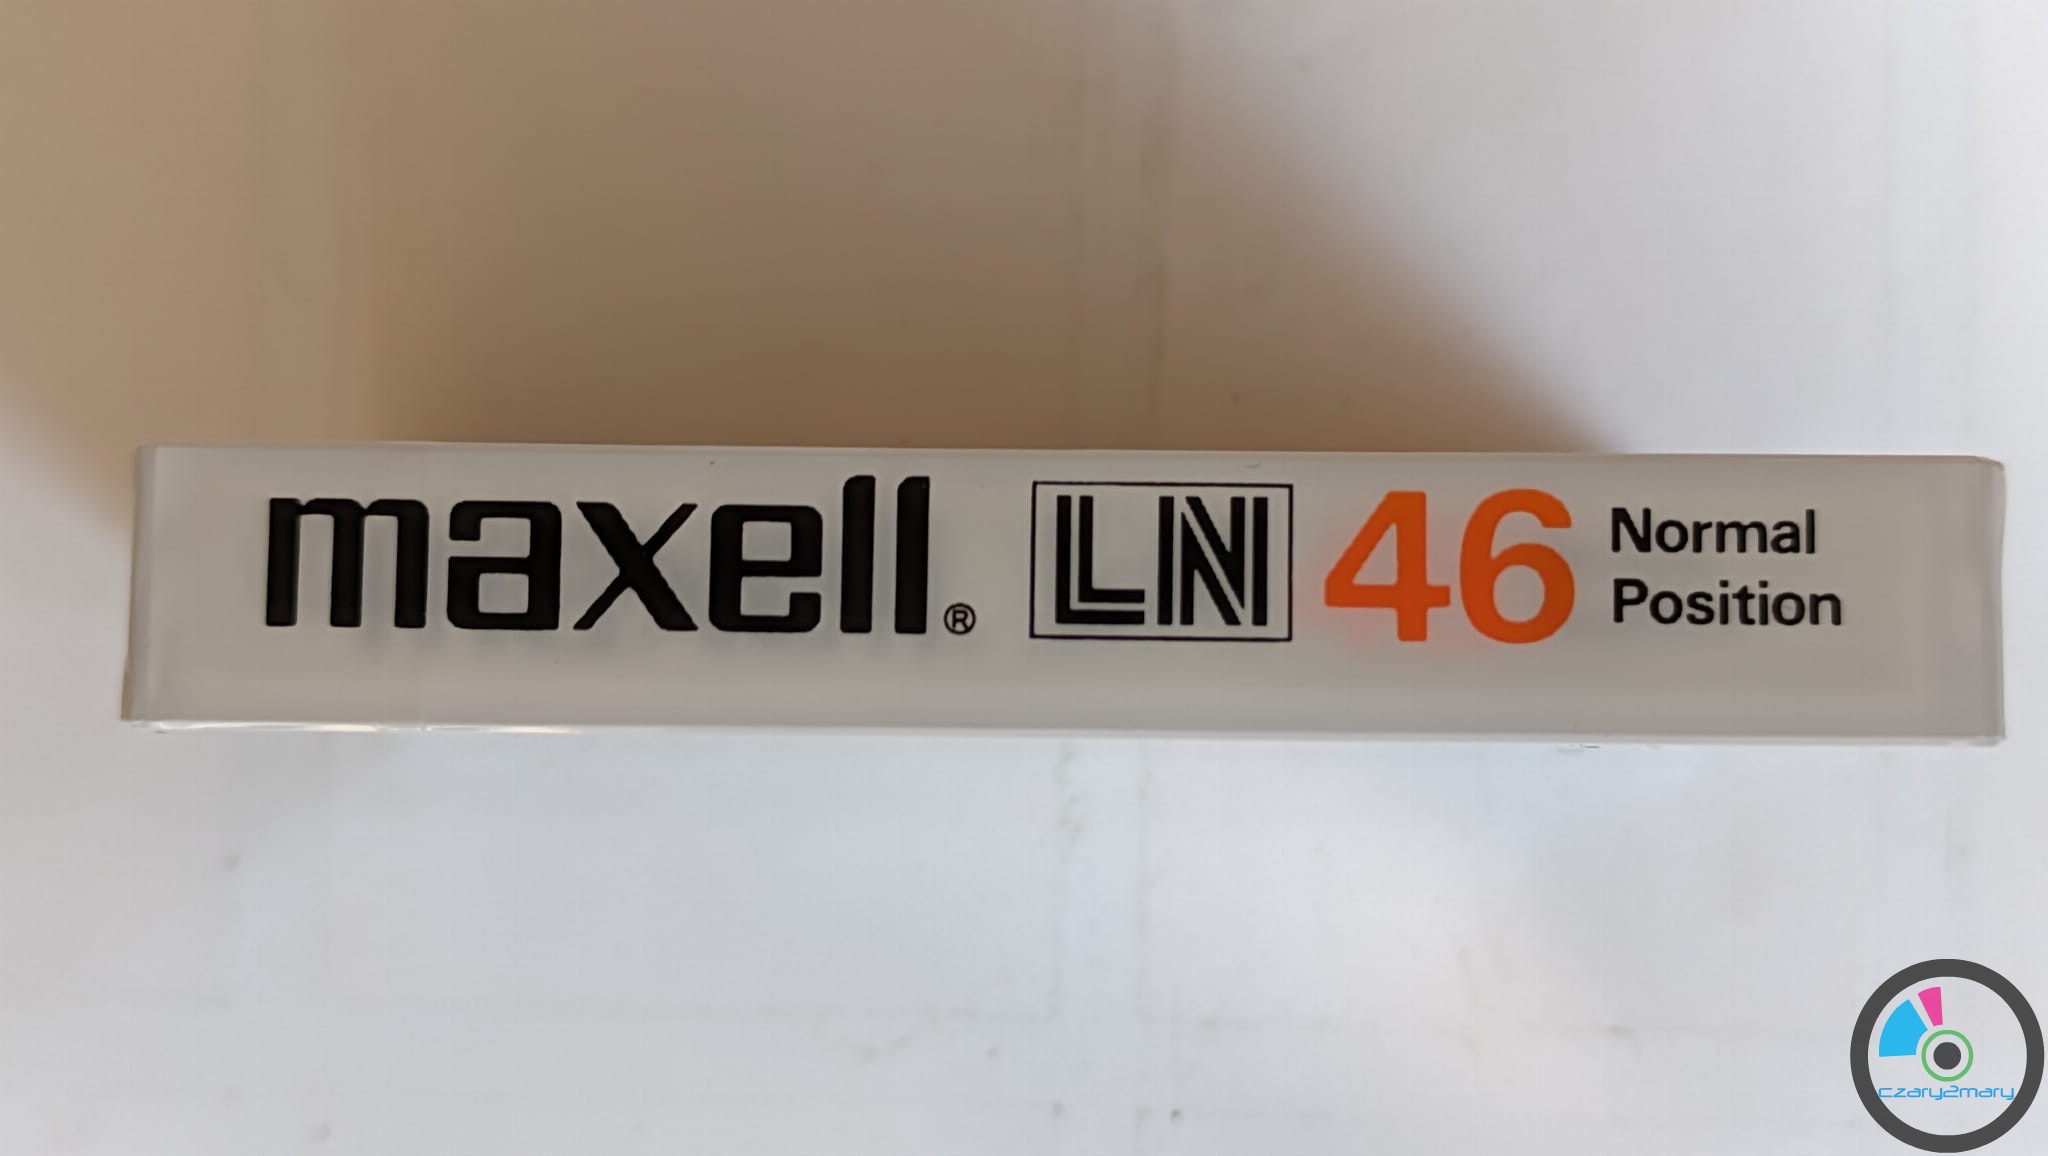 maxell® LN 46 Normal
Position
czary2mary